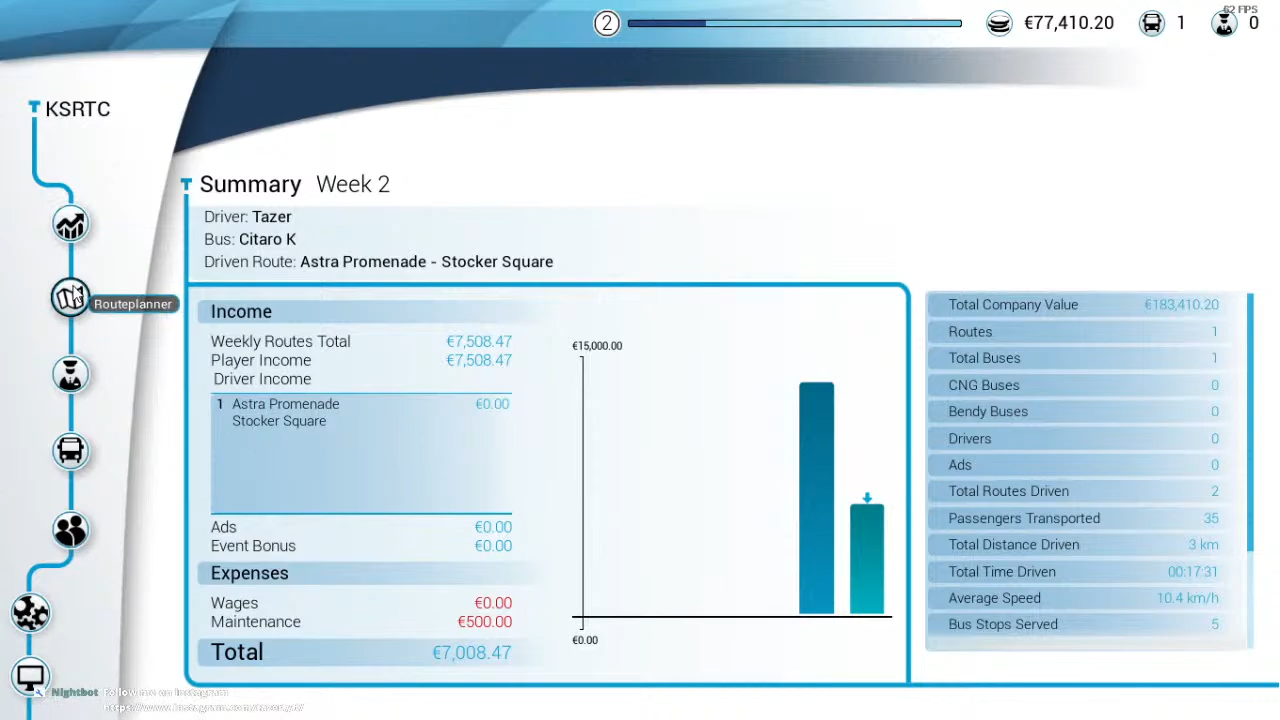 62 FPS
2
€77,410.20
1
0
KSRTC
Routeplanner
Summary Week 2
Driver: Tazer
Bus: Citaro K
Driven Route: Astra Promenade - Stocker Square
Income
Weekly Routes Total €7,508.47
Player Income €7,508.47
Driver Income
1 Astra Promenade €0.00
Stocker Square
Ads €0.00
Event Bonus €0.00
Expenses
Wages €0.00
Maintenance €500.00
Total €7,008.47
€15,000.00
€0.00
Total Company Value €183,410.20
Routes 1
Total Buses 1
CNG Buses 0
Bendy Buses 0
Drivers 0
Ads 0
Total Routes Driven 2
Passengers Transported 35
Total Distance Driven 3 km
Total Time Driven 00:17:31
Average Speed 10.4 km/h
Bus Stops Served 5
Nightbot Follow me on Instagram